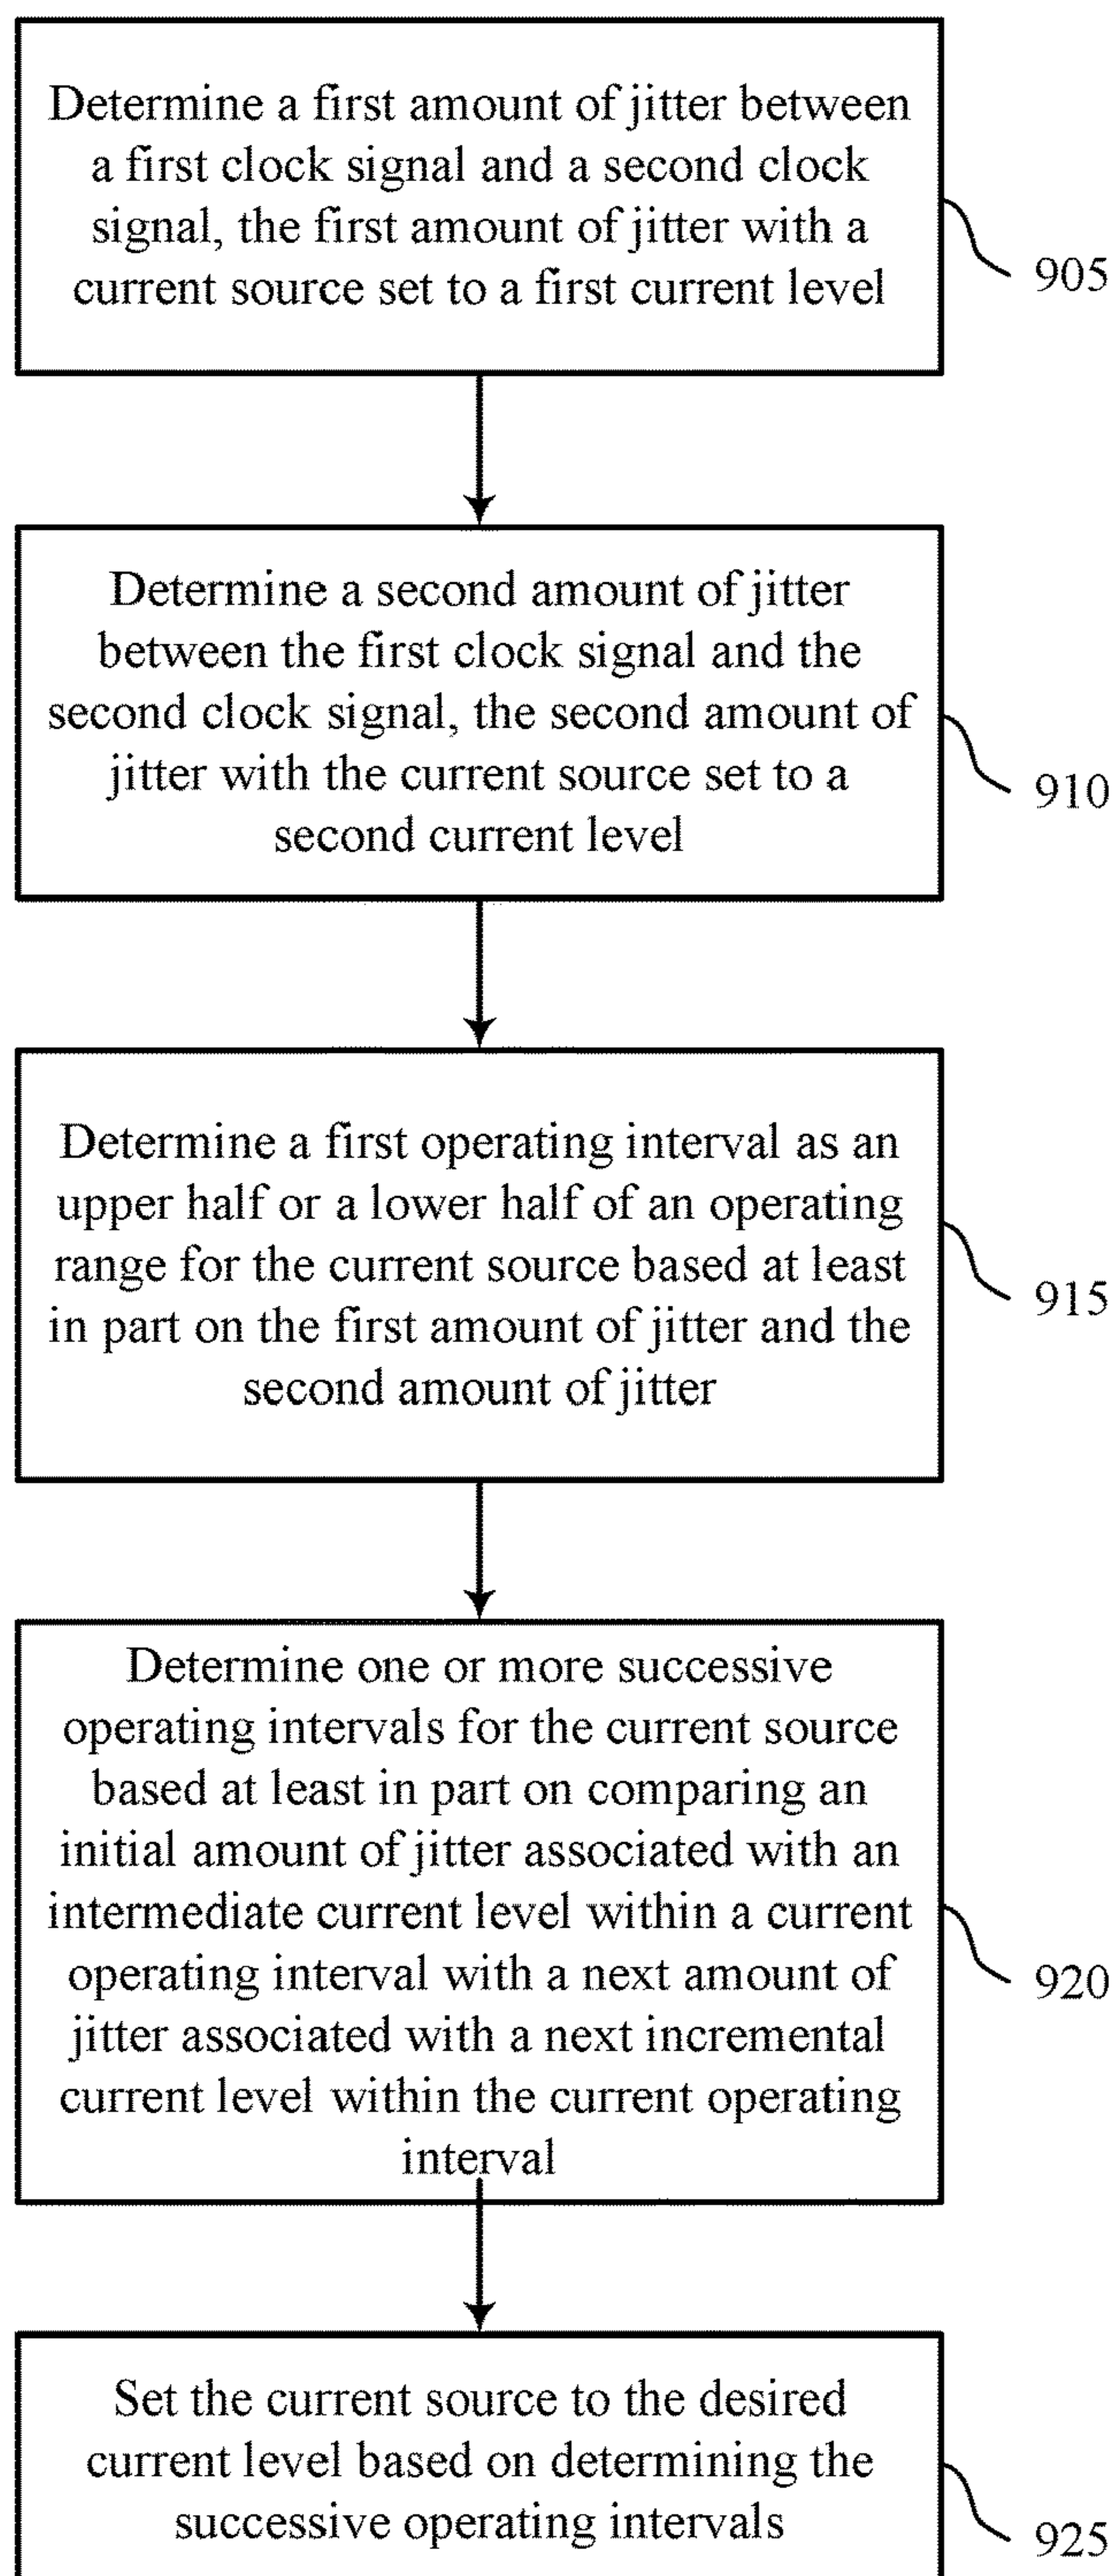 Determine a first amount of jitter between
a first clock signal and a second clock
signal, the first amount of jitter with a
current source set to a first current level
905
Determine a second amount of jitter
between the first clock signal and the
second clock signal, the second amount of
jitter with the current source set to a
second current level
910
Determine a first operating interval as an
upper half or a lower half of an operating
range for the current source based at least
in part on the first amount of jitter and the
second amount of jitter
915
Determine one or more successive
operating intervals for the current source
based at least in part on comparing an
initial amount of jitter associated with an
intermediate current level within a current
operating interval with a next amount of
jitter associated with a next incremental
current level within the current operating
interval
920
Set the current source to the desired
current level based on determining the
successive operating intervals
925